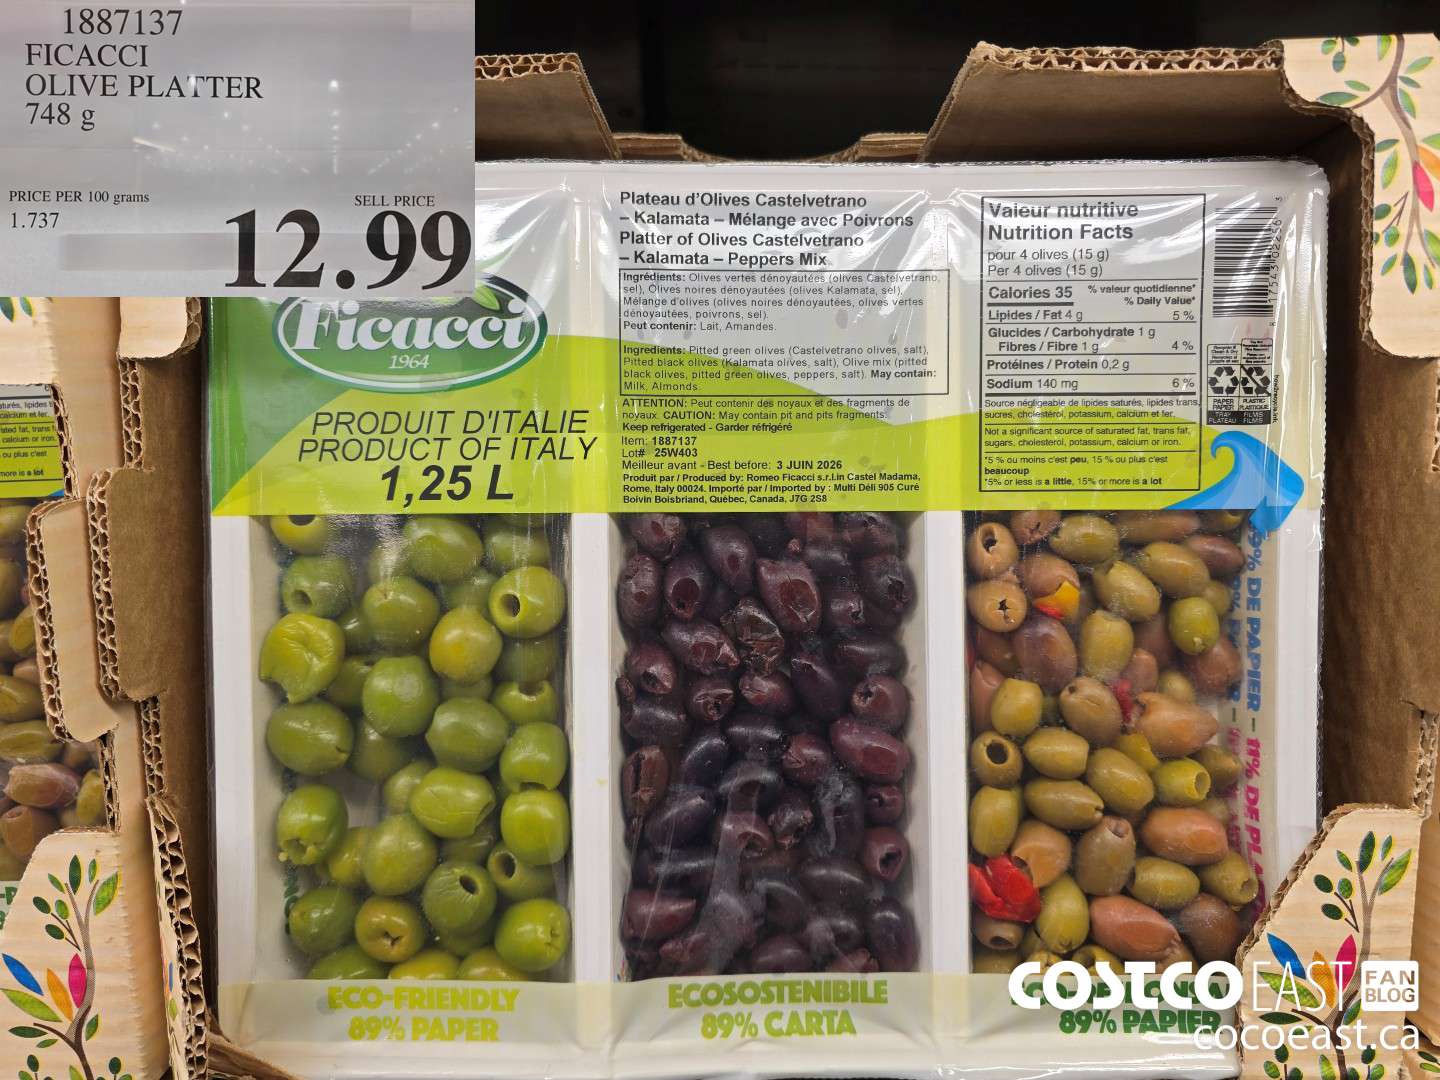 1887137
FICACCI
OLIVE PLATTER
748 g
PRICE PER 100 grams
1.737
SELL PRICE
12.99
Ficacci
1964
PRODUIT D'ITALIE
PRODUCT OF ITALY
1,25 L
Plateau d'Olives Castelvetrano
– Kalamata – Mélange avec Poivrons
Platter of Olives Castelvetrano
– Kalamata – Peppers Mix
Ingrédients: Olives vertes dénoyautées (olives Castelvetrano,
sel), Olives noires dénoyautées (olives Kalamata, sel),
Mélange d'olives (olives noires dénoyautées, olives vertes
dénoyautées, poivrons, sel).
Peut contenir: Lait, Amandes.
Ingredients: Pitted green olives (Castelvetrano olives, salt),
Pitted black olives (Kalamata olives, salt), Olive mix (pitted
black olives, pitted green olives, peppers, salt). May contain:
Milk, Almonds.
ATTENTION: Peut contenir des noyaux et des fragments de
noyaux. CAUTION: May contain pit and pits fragments.
Keep refrigerated - Garder réfrigéré
Item: 1887137
Lot# 25W403
Meilleur avant - Best before: 3 JUIN 2026
Produit par / Produced by: Romeo Ficacci s.r.l.in Castel Madama,
Rome, Italy 00024. Importé par / Imported by : Multi Déli 905 Curé
Boivin Boisbriand, Québec, Canada, J7G 2S8
Valeur nutritive
Nutrition Facts
pour 4 olives (15 g)
Per 4 olives (15 g)
Calories 35 % valeur quotidienne*
% Daily Value*
Lipides / Fat 4 g 5 %
Glucides / Carbohydrate 1 g
Fibres / Fibre 1 g 4 %
Protéines / Protein 0,2 g
Sodium 140 mg 6 %
Source négligeable de lipides saturés, lipides trans,
sucres, cholestérol, potassium, calcium et fer.
Not a significant source of saturated fat, trans fat,
sugars, cholesterol, potassium, calcium or iron.
*5 % ou moins c'est peu, 15 % ou plus c'est
beaucoup
*5% or less is a little, 15% or more is a lot
PAPER
PAPIER
TRAY
PLATEAU
PLASTIC
PLASTIQUE
FILMS
FILMS
ECO-FRIENDLY
89% PAPER
ECOSOSTENIBILE
89% CARTA
89% PAPIER
COSTCO EAST FAN BLOG
cocoeast.ca